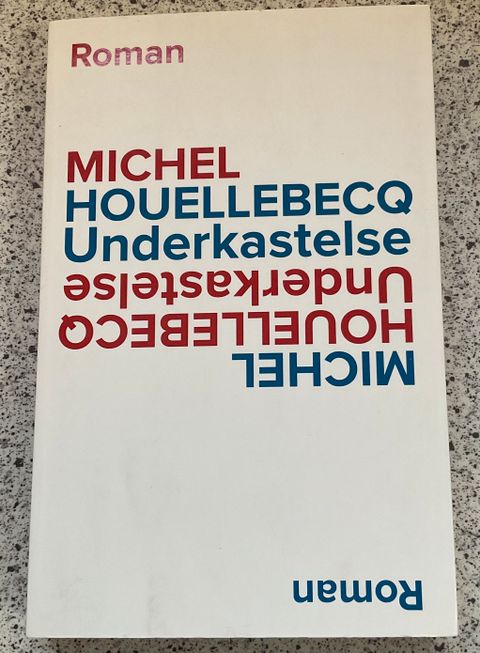 Roman
MICHEL
HOUELLEBECQ
Underkastelse
Underkastelse
HOUELLEBECQ
MICHEL
Roman